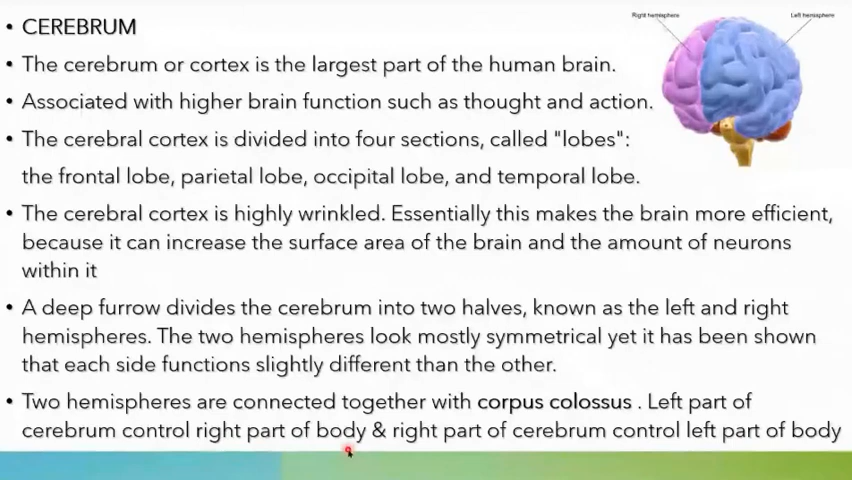 • CEREBRUM
Right hemisphere
Left hemisphere
• The cerebrum or cortex is the largest part of the human brain.
• Associated with higher brain function such as thought and action.
• The cerebral cortex is divided into four sections, called "lobes":
the frontal lobe, parietal lobe, occipital lobe, and temporal lobe.
• The cerebral cortex is highly wrinkled. Essentially this makes the brain more efficient,
because it can increase the surface area of the brain and the amount of neurons
within it
• A deep furrow divides the cerebrum into two halves, known as the left and right
hemispheres. The two hemispheres look mostly symmetrical yet it has been shown
that each side functions slightly different than the other.
• Two hemispheres are connected together with corpus colossus . Left part of
cerebrum control right part of body & right part of cerebrum control left part of body